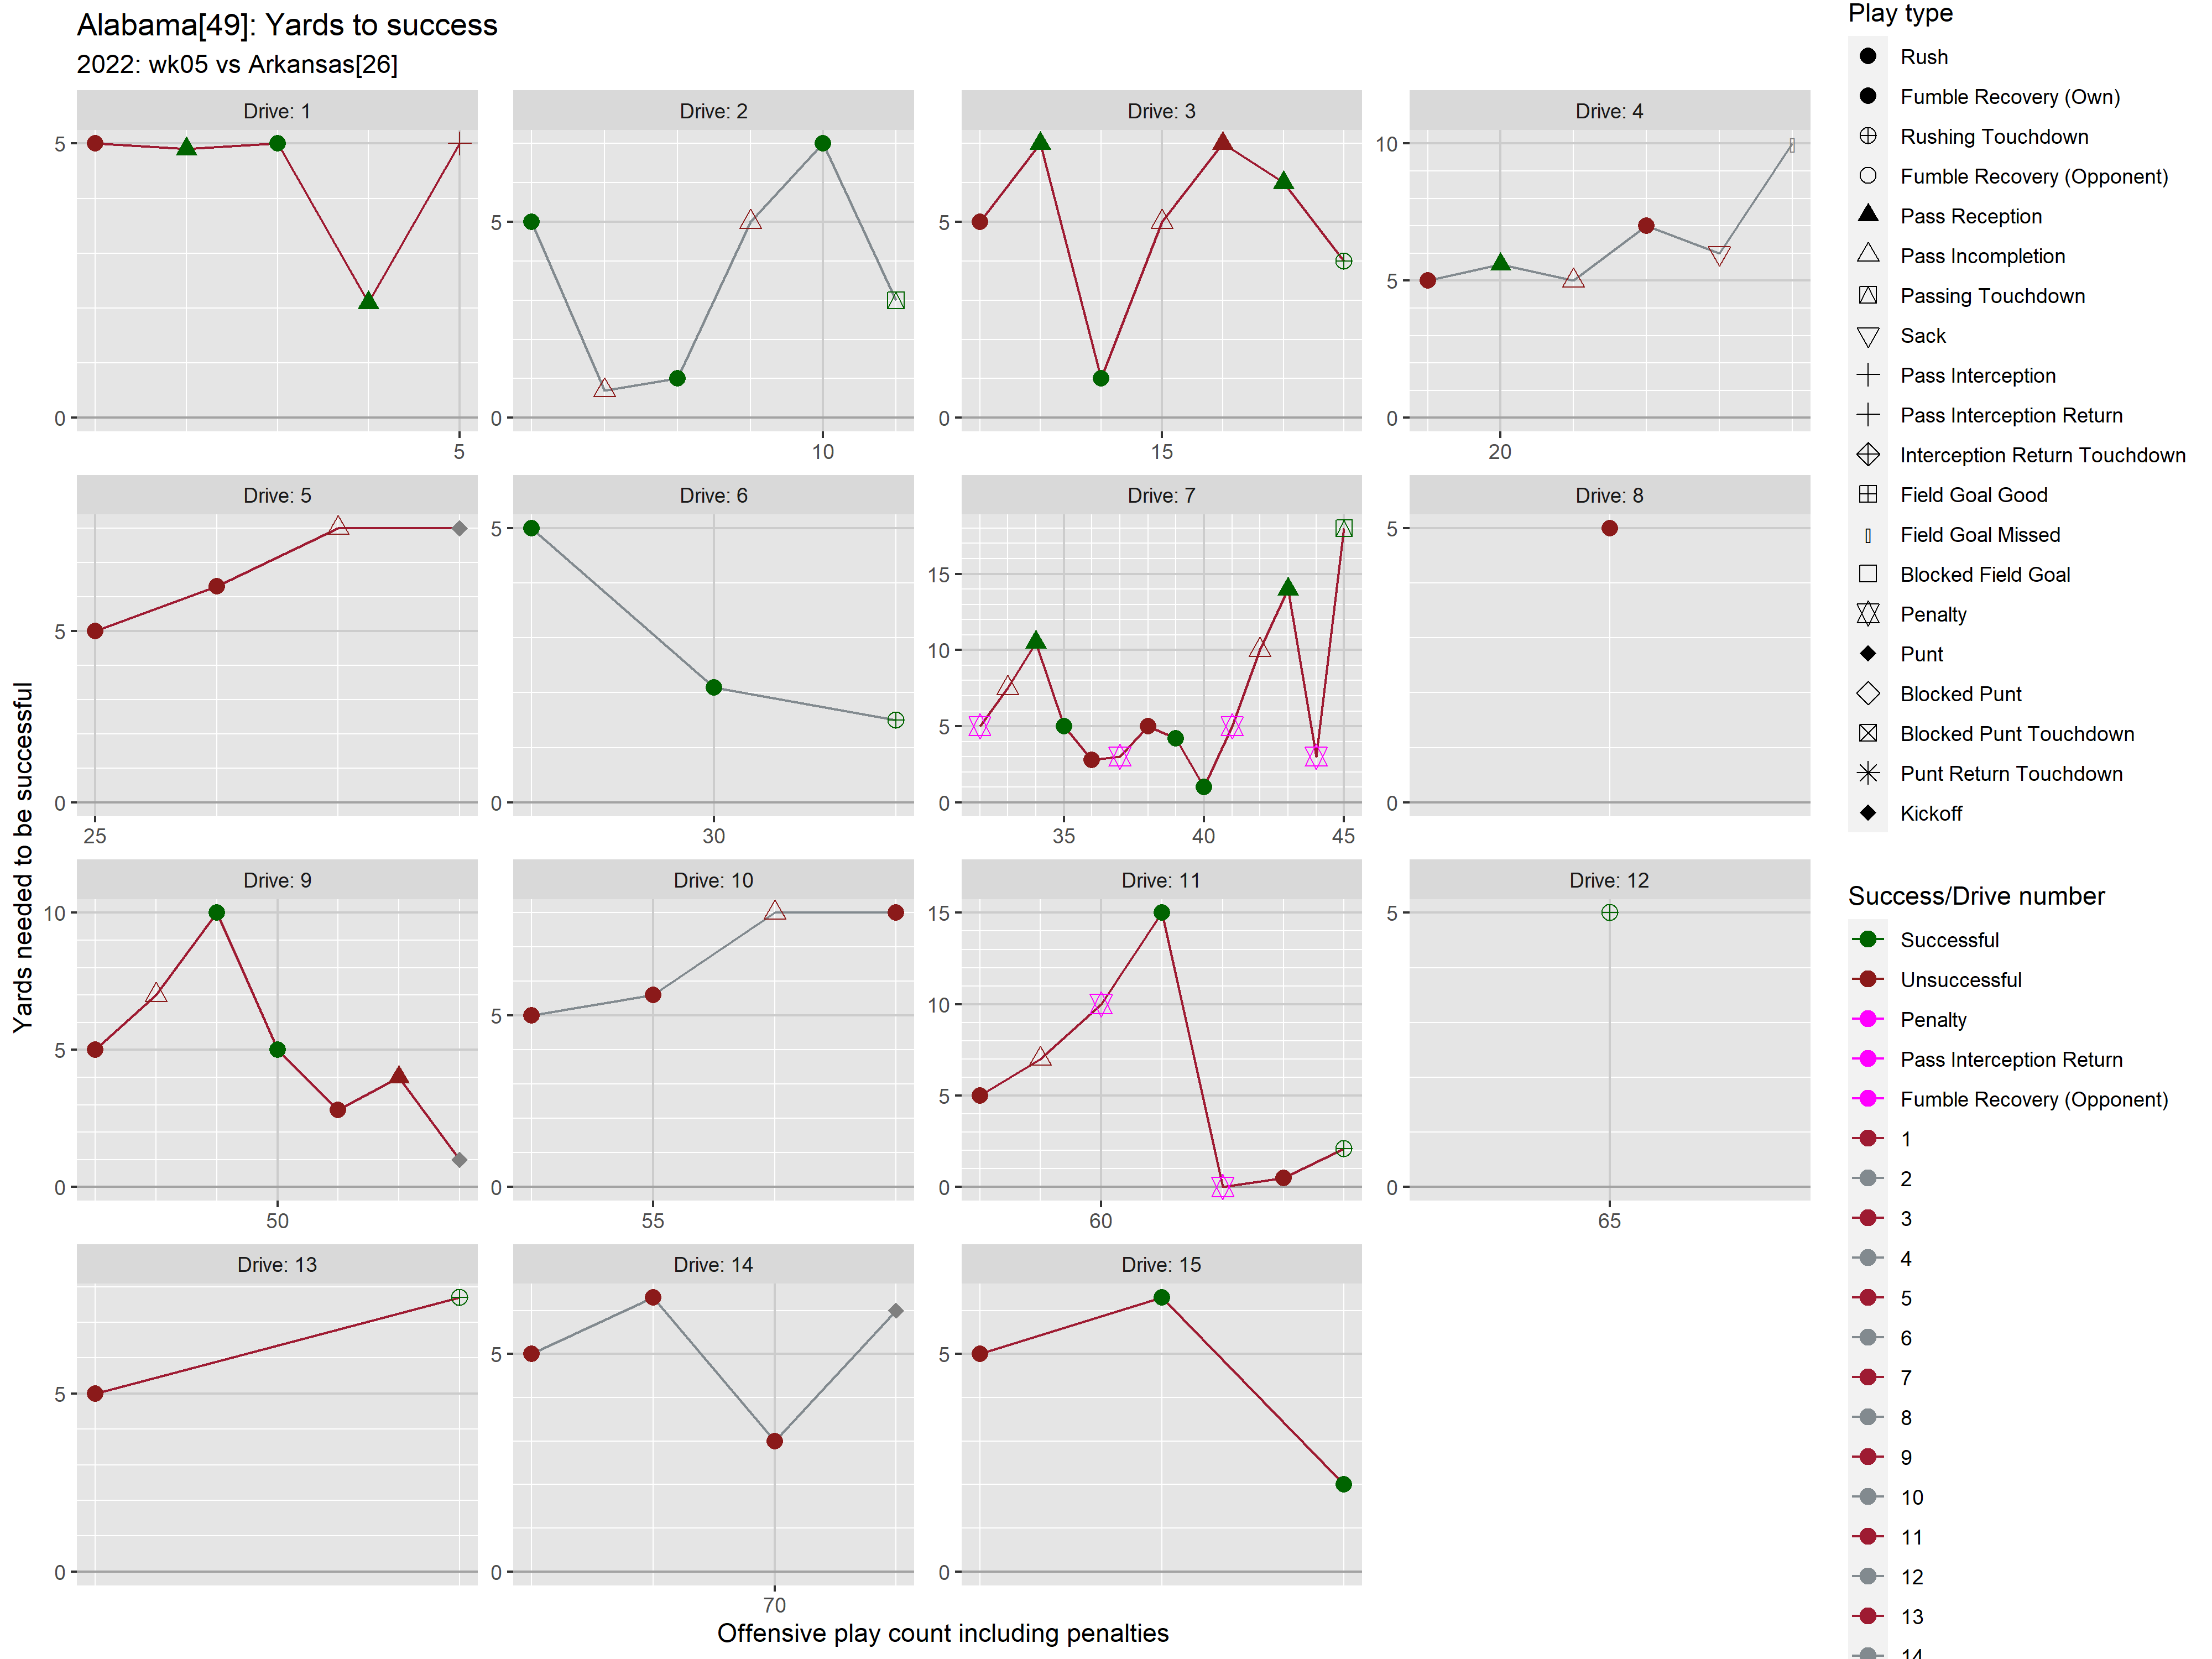 Alabama[49]: Yards to success
2022: wk05 vs Arkansas[26]
Drive: 1
Drive: 2
Drive: 3
Drive: 4
5
0
5
5
0
10
5
0
15
10
5
0
20
Drive: 5
Drive: 6
Drive: 7
Drive: 8
5
0
25
5
0
30
15
10
5
0
35
40
45
5
0
Drive: 9
Drive: 10
Drive: 11
Drive: 12
10
5
0
50
5
0
55
15
10
5
0
60
5
0
65
Drive: 13
Drive: 14
Drive: 15
5
0
5
0
70
5
0
Yards needed to be successful
Offensive play count including penalties
Play type
Rush
Fumble Recovery (Own)
Rushing Touchdown
Fumble Recovery (Opponent)
Pass Reception
Pass Incompletion
Passing Touchdown
Sack
Pass Interception
Pass Interception Return
Interception Return Touchdown
Field Goal Good
Field Goal Missed
Blocked Field Goal
Penalty
Punt
Blocked Punt
Blocked Punt Touchdown
Punt Return Touchdown
Kickoff
Success/Drive number
Successful
Unsuccessful
Penalty
Pass Interception Return
Fumble Recovery (Opponent)
1
2
3
4
5
6
7
8
9
10
11
12
13
14